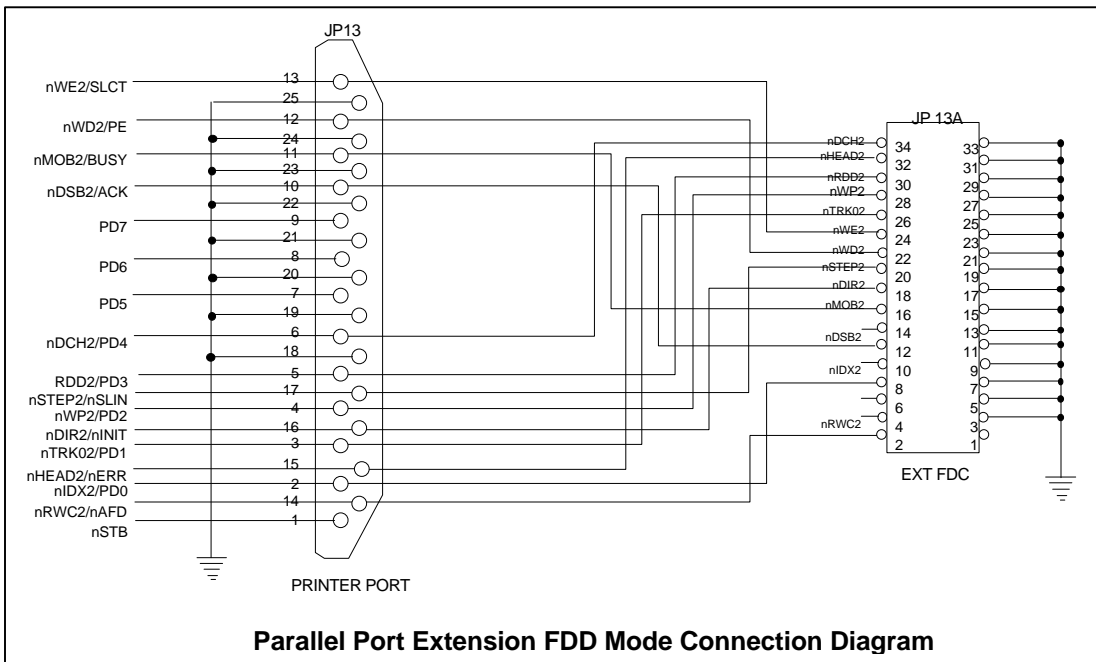 JP13
nWE2/SLCT
nWD2/PE
nMOB2/BUSY
nDSB2/ACK
PD7
PD6
PD5
nDCH2/PD4
RDD2/PD3
nSTEP2/nSLIN
nWP2/PD2
nDIR2/nINIT
nTRK02/PD1
nHEAD2/nERR
nIDX2/PD0
nRWC2/nAFD
nSTB
13
25
12
24
11
23
10
22
9
21
8
20
7
19
6
18
5
17
4
16
3
15
2
14
1
PRINTER PORT
JP 13A
nDCH2
nHEAD2
nRDD2
nWP2
nTRK02
nWE2
nWD2
nSTEP2
nDIR2
nMOB2
nDSB2
nIDX2
nRWC2
34 33
32 31
30 29
28 27
26 25
24 23
22 21
20 19
18 17
16 15
14 13
12 11
10 9
8 7
6 5
4 3
2 1
EXT FDC
Parallel Port Extension FDD Mode Connection Diagram